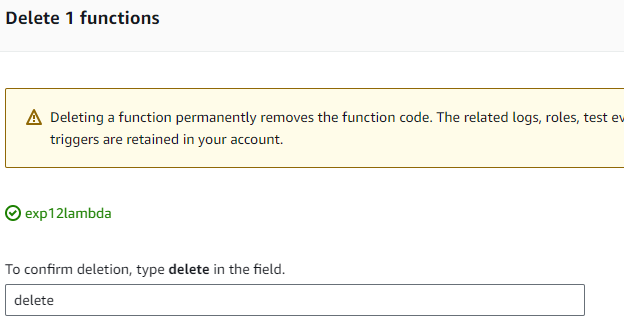 Delete 1 functions
Deleting a function permanently removes the function code. The related logs, roles, test
triggers are retained in your account.
exp12lambda
To confirm deletion, type delete in the field.
delete